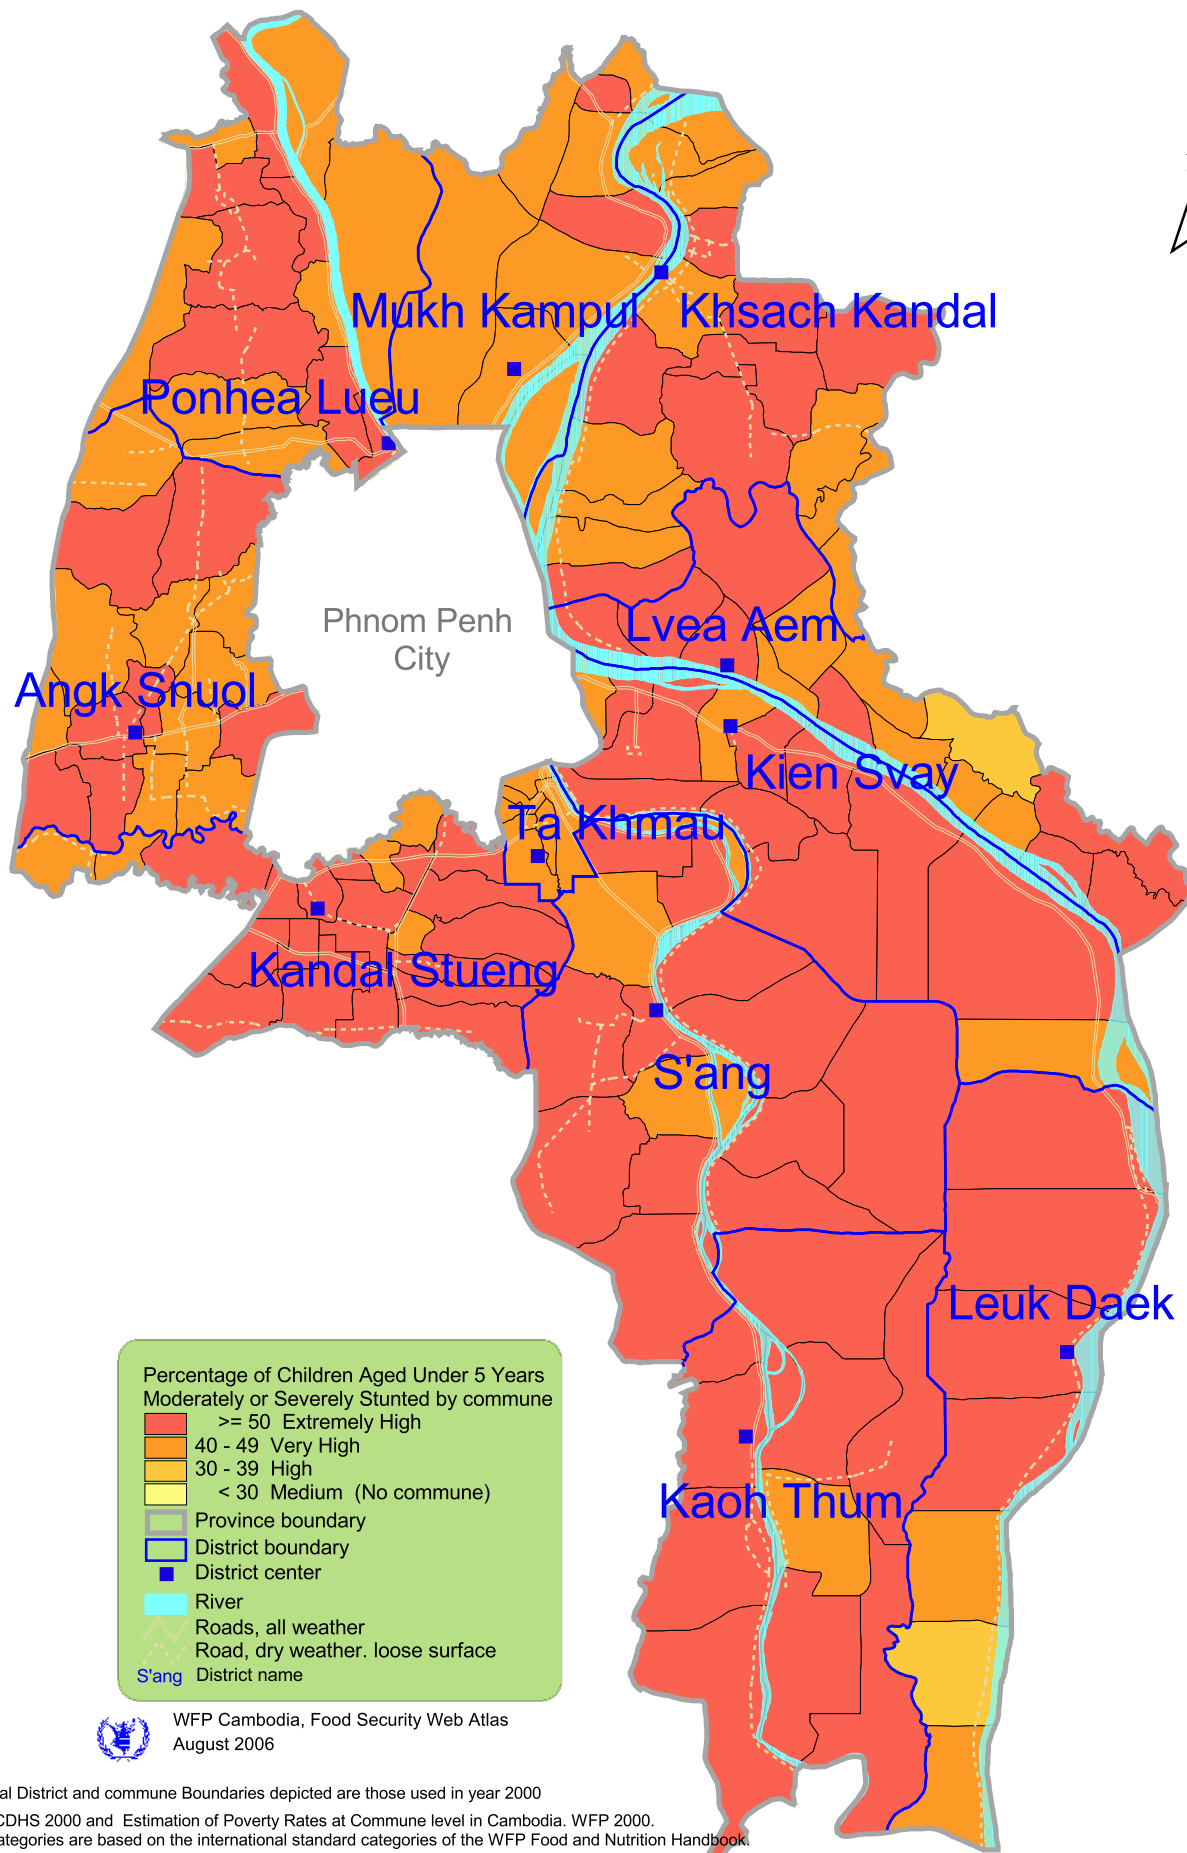 Mukh Kampul
Khsach Kandal
Ponhea Lueu
Phnom Penh
City
Lvea Aem
Angk Snuol
Kien Svay
Ta Khmau
Kandal Stueng
S'ang
Leuk Daek
Kaoh Thum
Percentage of Children Aged Under 5 Years
Moderately or Severely Stunted by commune
>= 50 Extremely High
40 - 49 Very High
30 - 39 High
< 30 Medium (No commune)
Province boundary
District boundary
District center
River
Roads, all weather
Road, dry weather. loose surface
S'ang District name
WFP Cambodia, Food Security Web Atlas
August 2006
al District and commune Boundaries depicted are those used in year 2000
CDHS 2000 and Estimation of Poverty Rates at Commune level in Cambodia. WFP 2000.
ategories are based on the international standard categories of the WFP Food and Nutrition Handbook.